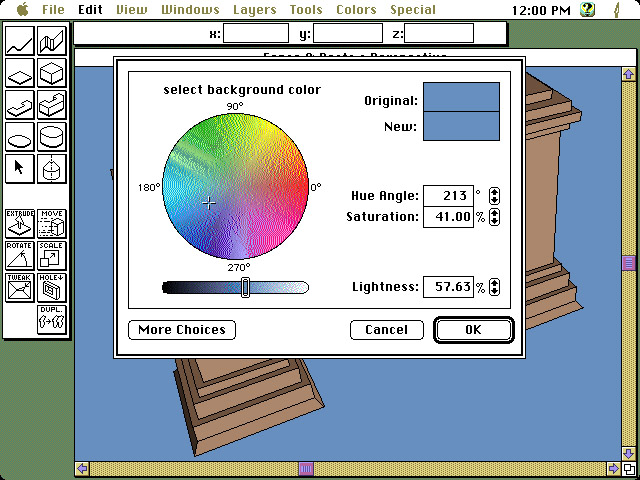 File Edit View Windows Layers Tools Colors Special 12:00 PM
x: y: z:
select background color
90°
180°
0°
270°
Original:
New:
Hue Angle: 213 °
Saturation: 41.00 %
Lightness: 57.63 %
More Choices Cancel OK
EXTRUDE MOVE
ROTATE SCALE
TWEAK HOLE
DUPL.